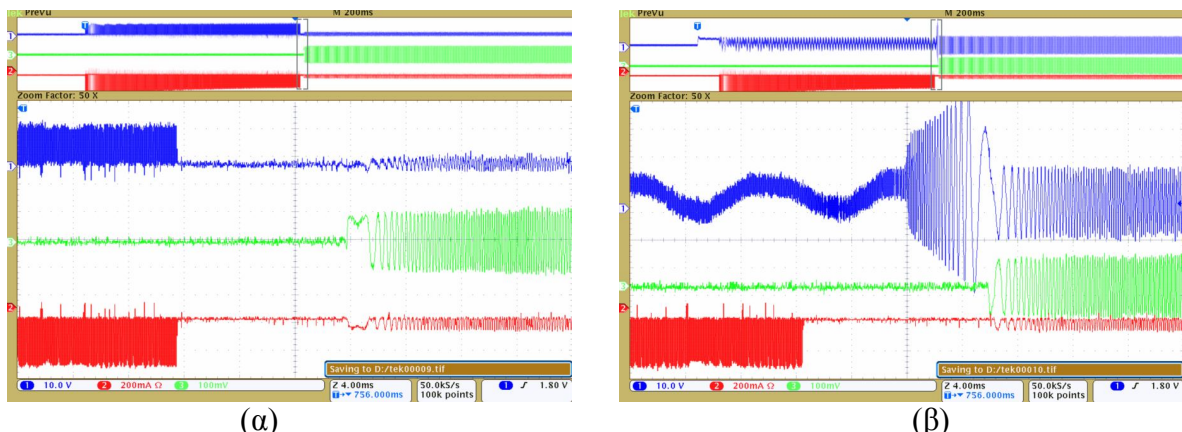 PreVu
M 200ms
Zoom Factor: 50 X
Saving to D:/tek00009.tif
1 10.0 V 2 200mA Ω 3 100mV
Z 4.00ms
T→▼ 756.000ms
50.0kS/s
100k points
1 ∫ 1.80 V
(α)
PreVu
M 200ms
Zoom Factor: 50 X
Saving to D:/tek00010.tif
1 10.0 V 2 200mA Ω 3 100mV
Z 4.00ms
T→▼ 756.000ms
50.0kS/s
100k points
1 ∫ 1.80 V
(β)